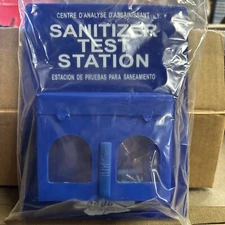 CENTRE D'ANALYSE D'ASSAINISSANT
SANITIZER
TEST
STATION
ESTACION DE PRUEBAS PARA SANEAMIENTO